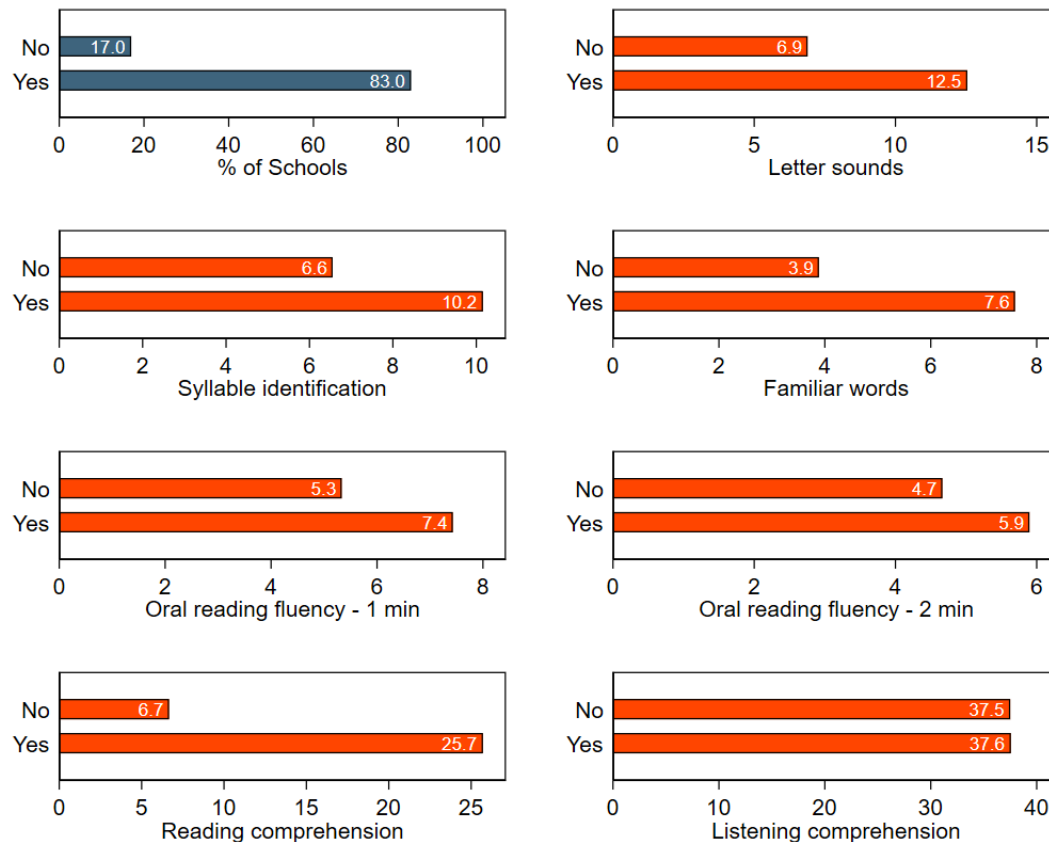 No 17.0
Yes 83.0
0 20 40 60 80 100
% of Schools
No 6.9
Yes 12.5
0 5 10 15
Letter sounds
No 6.6
Yes 10.2
0 2 4 6 8 10
Syllable identification
No 3.9
Yes 7.6
0 2 4 6 8
Familiar words
No 5.3
Yes 7.4
0 2 4 6 8
Oral reading fluency - 1 min
No 4.7
Yes 5.9
0 2 4 6
Oral reading fluency - 2 min
No 6.7
Yes 25.7
0 5 10 15 20 25
Reading comprehension
No 37.5
Yes 37.6
0 10 20 30 40
Listening comprehension